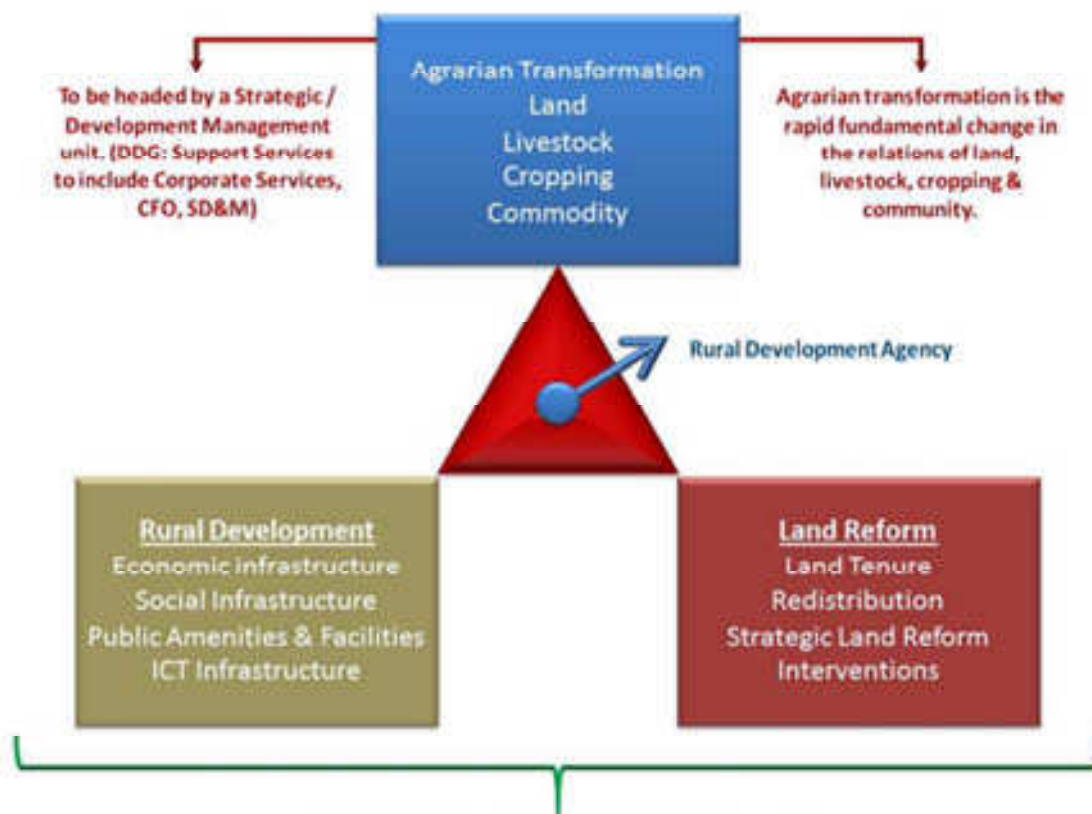 Agrarian Transformation
Land
Livestock
Cropping
Commodity
To be headed by a Strategic /
Development Management
unit. (DDG: Support Services
to include Corporate Services,
CFO, SD&M)
Agrarian transformation is the
rapid fundamental change in
the relations of land,
livestock, cropping &
community.
Rural Development Agency
Rural Development
Economic Infrastructure
Social Infrastructure
Public Amenities & Facilities
ICT Infrastructure
Land Reform
Land Tenure
Redistribution
Strategic Land Reform
Interventions